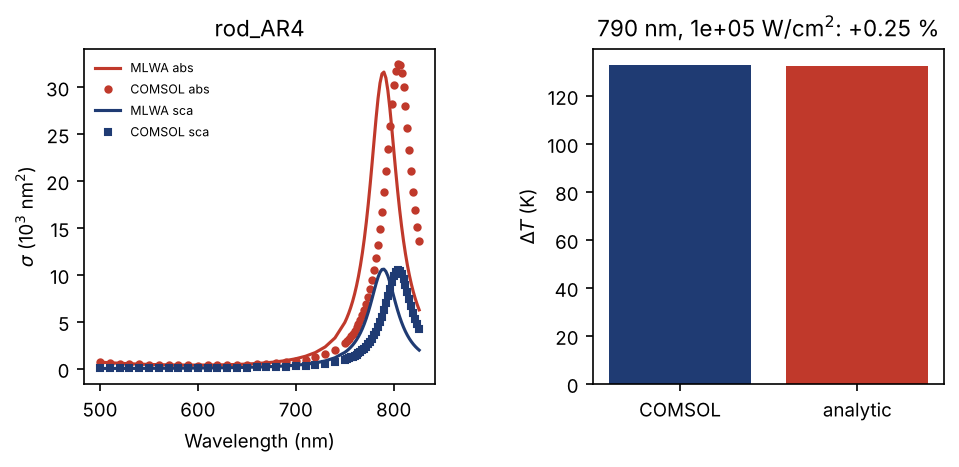 rod_AR4
MLWA abs
COMSOL abs
MLWA sca
COMSOL sca
σ (10³ nm²)
30
25
20
15
10
5
0
500 600 700 800
Wavelength (nm)
790 nm, 1e+05 W/cm²: +0.25 %
ΔT (K)
120
100
80
60
40
20
0
COMSOL analytic